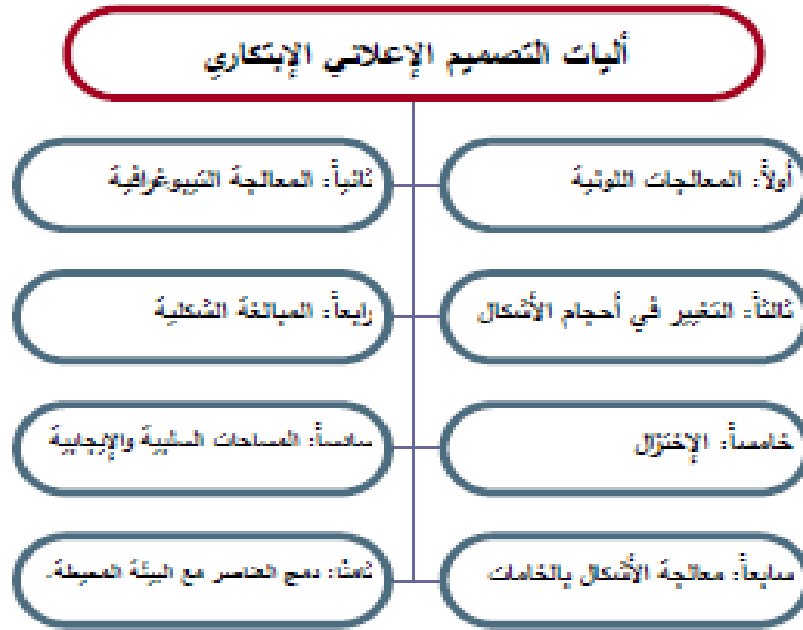 أليات التصميم الإعلاني الإبتكاري
أولاً: المعالجات اللونية
ثانياً: المعالجة التيبوغرافية
ثالثاً: التغيير في أحجام الأشكال
رابعاً: المبالغة الشكلية
خامساً: الإختزال
سادساً: المساحات السلبية والإيجابية
سابعاً: معالجة الأشكال بالخامات
ثامناً: دمج العناصر مع البيئة المحيطة.